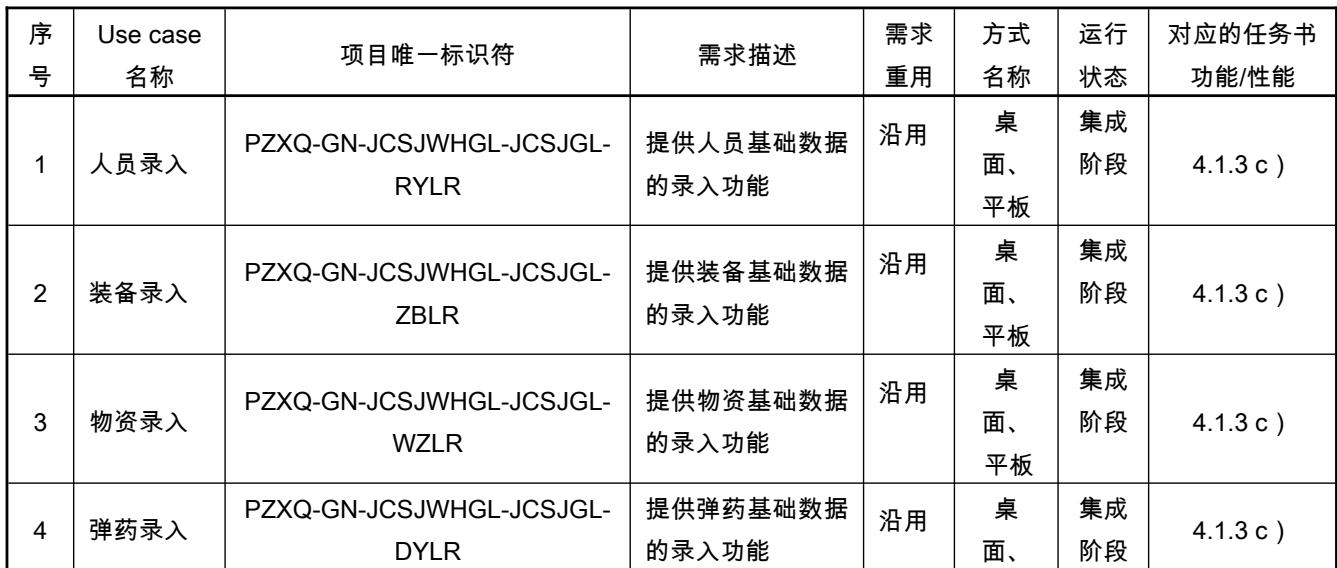 序号 Use case 名称 项目唯一标识符 需求描述 需求重用 方式名称 运行状态 对应的任务书功能/性能
1 人员录入 PZXQ-GN-JCSJWHGL-JCSJGL-RYLR 提供人员基础数据的录入功能 沿用 桌面、平板 集成阶段 4.1.3 c )
2 装备录入 PZXQ-GN-JCSJWHGL-JCSJGL-ZBLR 提供装备基础数据的录入功能 沿用 桌面、平板 集成阶段 4.1.3 c )
3 物资录入 PZXQ-GN-JCSJWHGL-JCSJGL-WZLR 提供物资基础数据的录入功能 沿用 桌面、平板 集成阶段 4.1.3 c )
4 弹药录入 PZXQ-GN-JCSJWHGL-JCSJGL-DYLR 提供弹药基础数据的录入功能 沿用 桌面、 集成阶段 4.1.3 c )